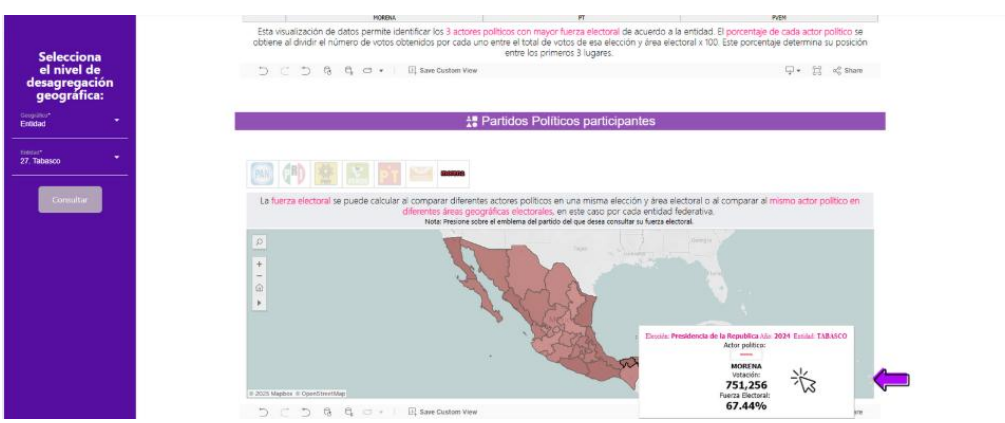 MORENA PT PVEM
Esta visualización de datos permite identificar los 3 actores políticos con mayor fuerza electoral de acuerdo a la entidad. El porcentaje de cada actor político se
obtiene al dividir el número de votos obtenidos por cada uno entre el total de votos de esa elección y área electoral x 100. Este porcentaje determina su posición
entre los primeros 3 lugares.
Save Custom View
Share
Selecciona
el nivel de
desagregación
geográfica:
Geográfico*
Entidad
Entidad*
27. Tabasco
Consultar
Partidos Políticos participantes
PAN PRI PRD VERDE PT morena
La fuerza electoral se puede calcular al comparar diferentes actores políticos en una misma elección y área electoral o al comparar al mismo actor político en
diferentes áreas geográficas electorales, en este caso por cada entidad federativa.
Nota: Presione sobre el emblema del partido del que desea consultar su fuerza electoral.
Elección: Presidencia de la Republica Año: 2024 Entidad: TABASCO
Actor político:
MORENA
Votación:
751,256
Fuerza Electoral:
67.44%
© 2025 Mapbox © OpenStreetMap
Save Custom View